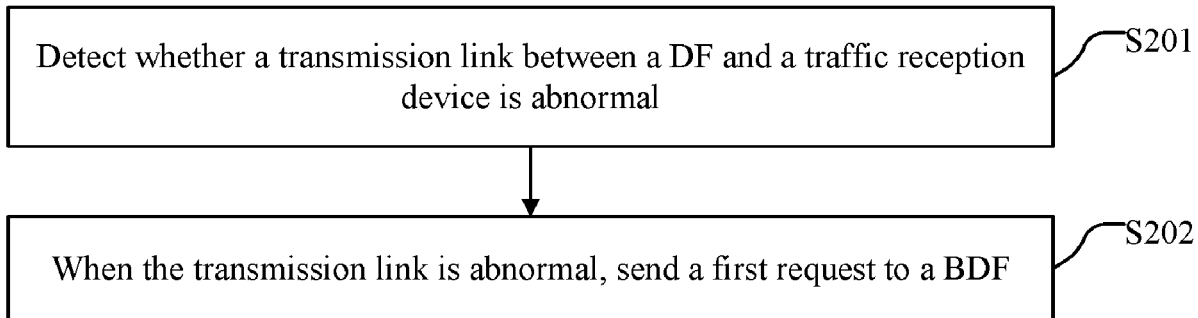 Detect whether a transmission link between a DF and a traffic reception
device is abnormal
S201
When the transmission link is abnormal, send a first request to a BDF
S202